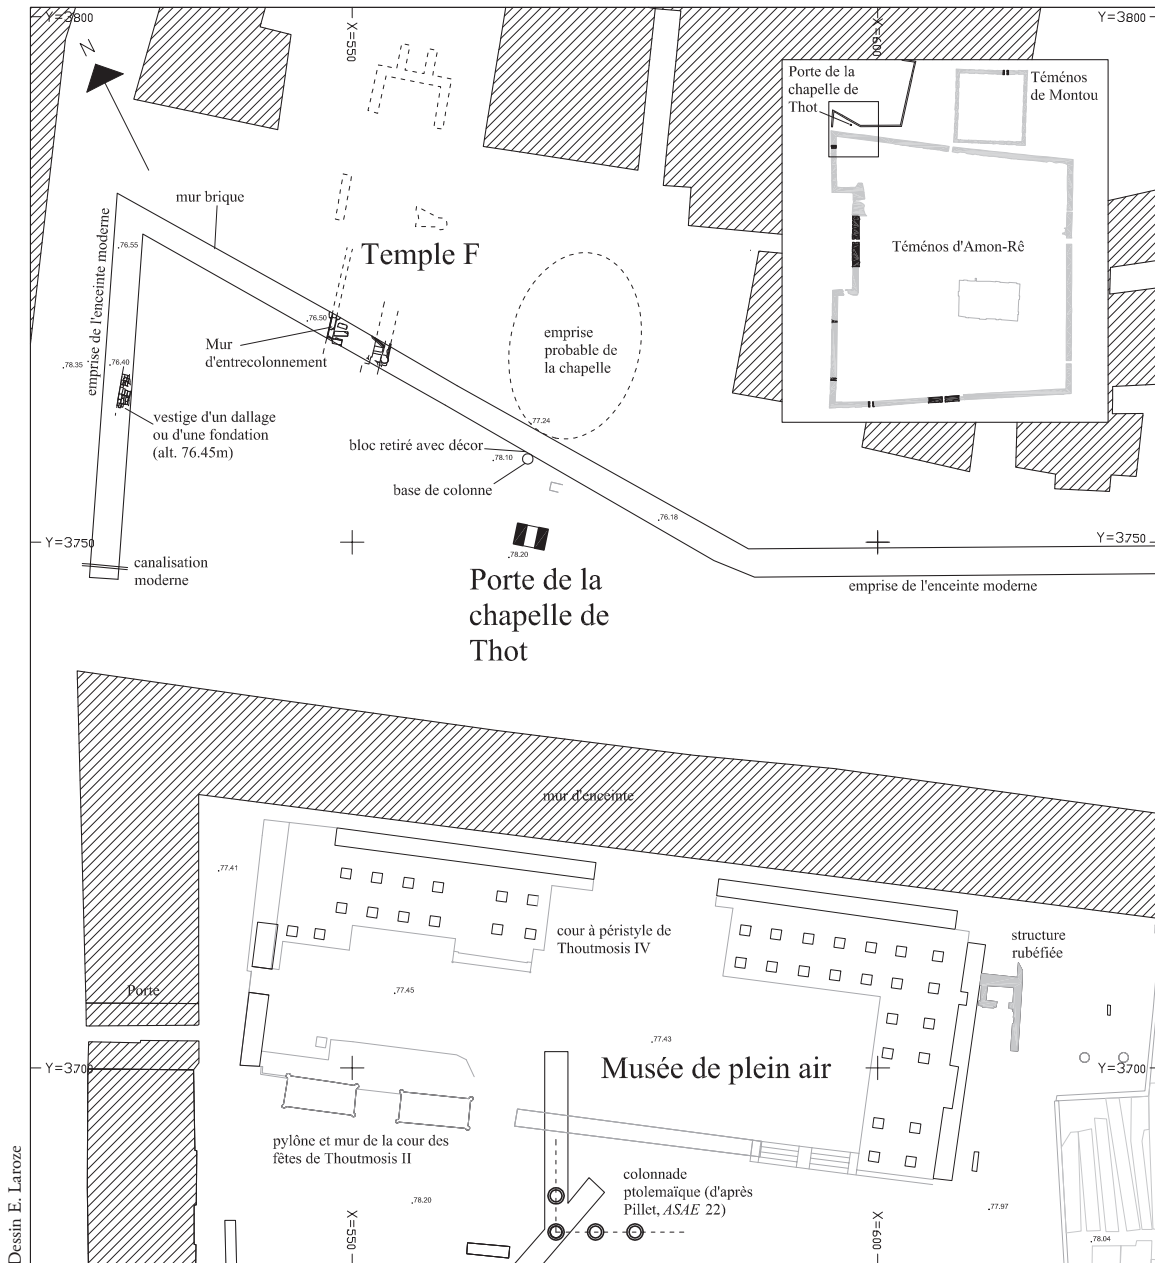 Y=3800
X=550
X=600
Y=3800
N
Porte de la
chapelle de
Thot
Téménos
de Montou
Téménos d'Amon-Rê
mur brique
emprise de l'enceinte moderne
76.55
Temple F
76.50
Mur
d'entrecolonnement
emprise
probable de
la chapelle
78.35
76.40
vestige d'un dallage
ou d'une fondation
(alt. 76.45m)
77.24
bloc retiré avec décor
78.10
base de colonne
76.18
Y=3750
78.20
Y=3750
canalisation
moderne
Porte de la
chapelle de
Thot
emprise de l'enceinte moderne
mur d'enceinte
77.41
cour à péristyle de
Thoutmosis IV
structure
rubéfiée
Porte
77.45
77.43
Musée de plein air
Y=3700
Y=3700
pylône et mur de la cour des
fêtes de Thoutmosis II
colonnade
ptolemaïque (d'après
Pillet, ASAE 22)
78.20
77.97
78.04
X=550
X=600
Dessin E. Laroze